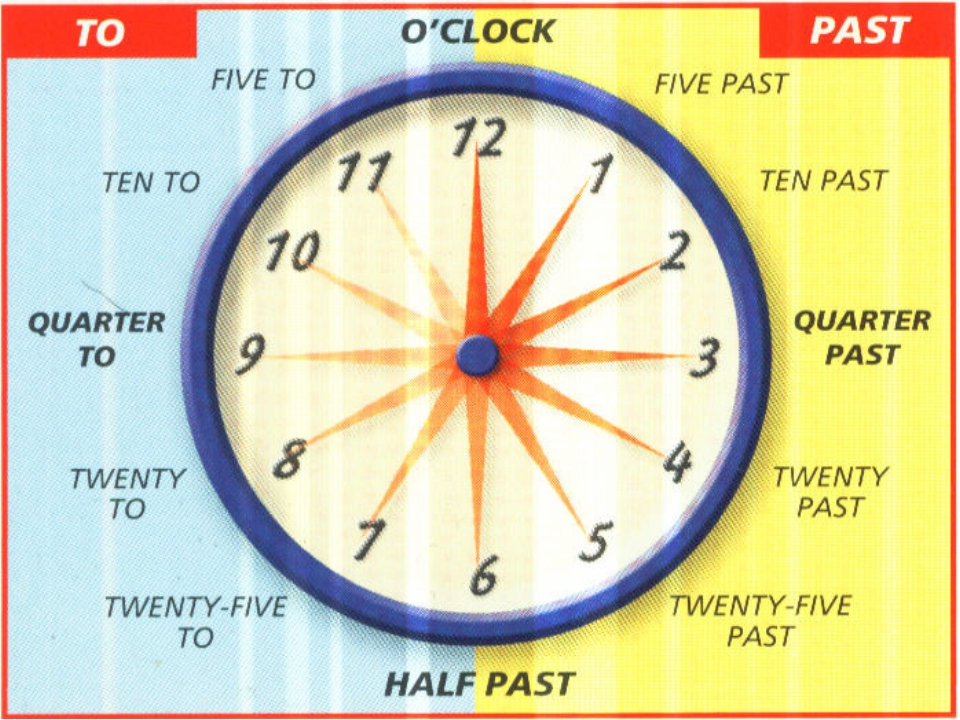 TO
O'CLOCK
PAST
FIVE TO
FIVE PAST
TEN TO
TEN PAST
QUARTER
TO
QUARTER
PAST
TWENTY
TO
TWENTY
PAST
TWENTY-FIVE
TO
TWENTY-FIVE
PAST
HALF PAST
12
1
2
3
4
5
6
7
8
9
10
11